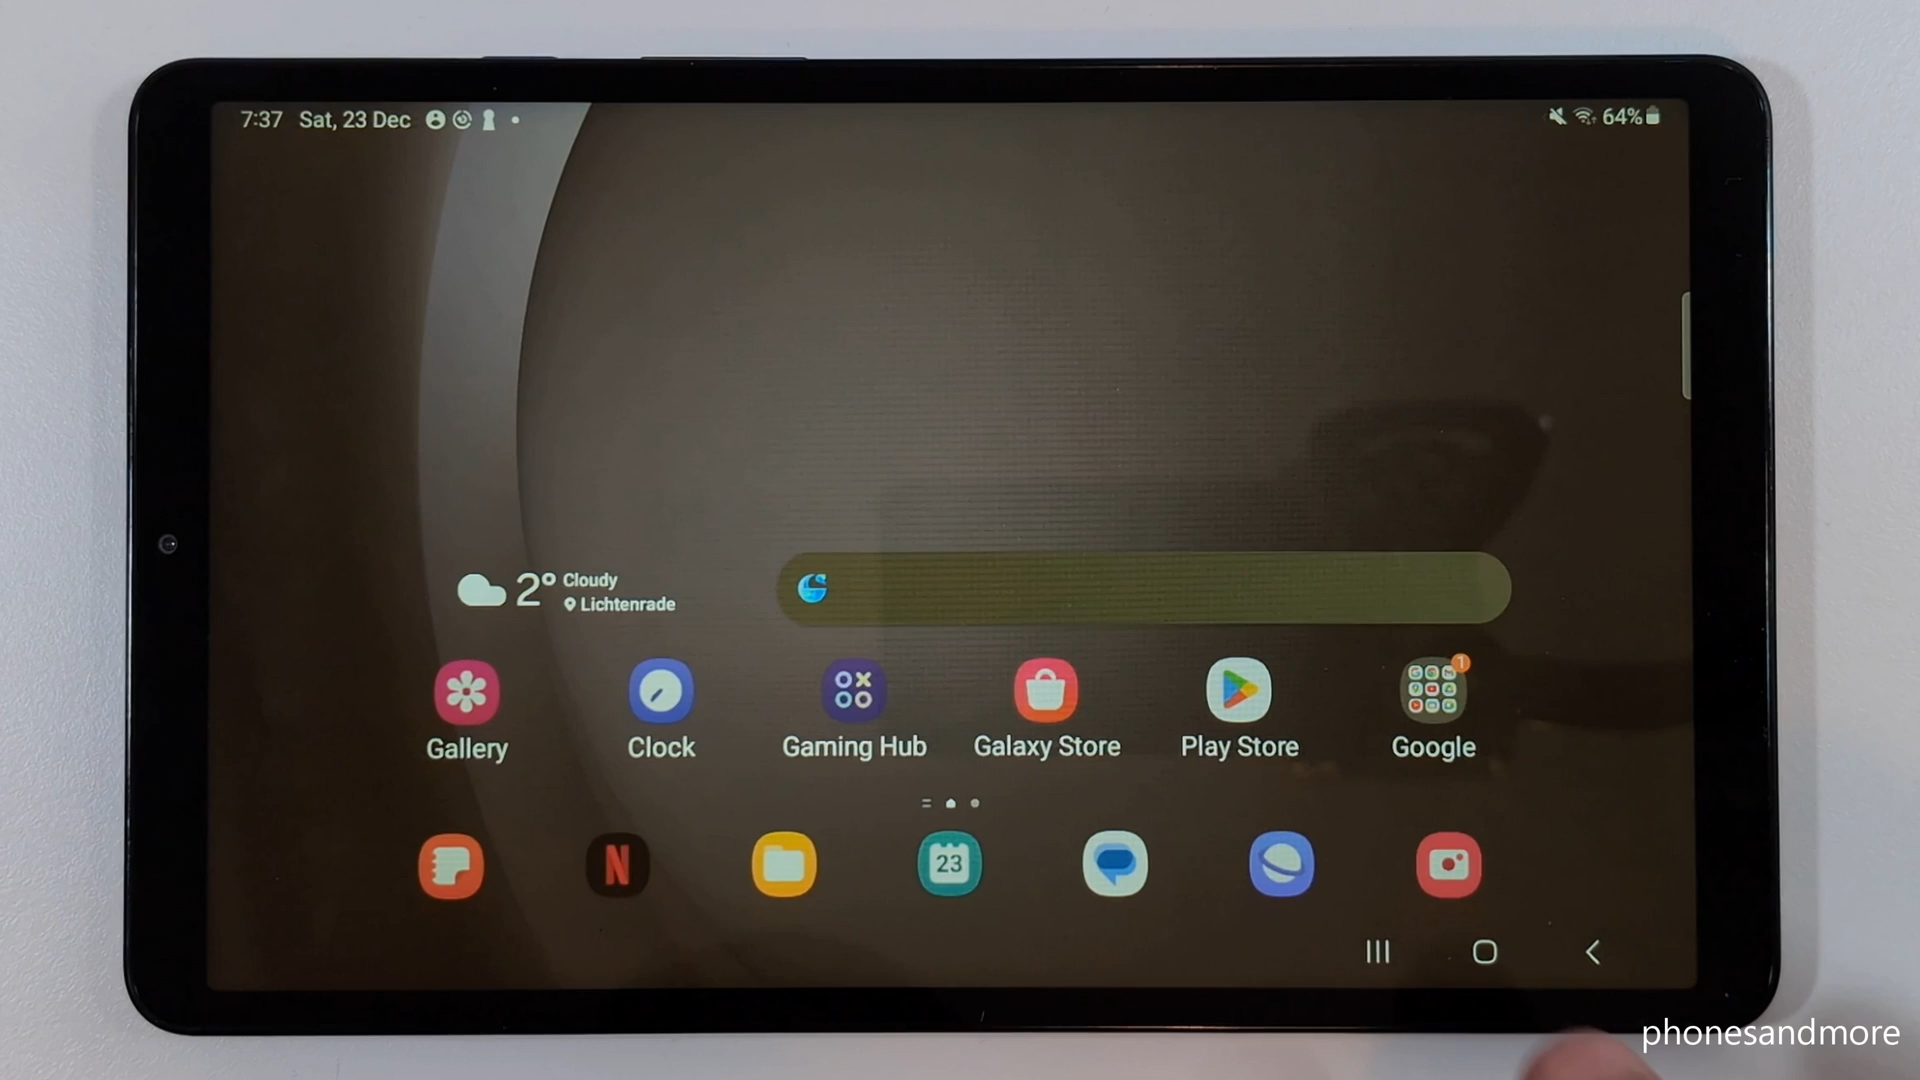 7:37 Sat, 23 Dec
64%
2° Cloudy
Lichtenrade
Gallery
Clock
Gaming Hub
Galaxy Store
Play Store
1
Google
N
23
phonesandmore